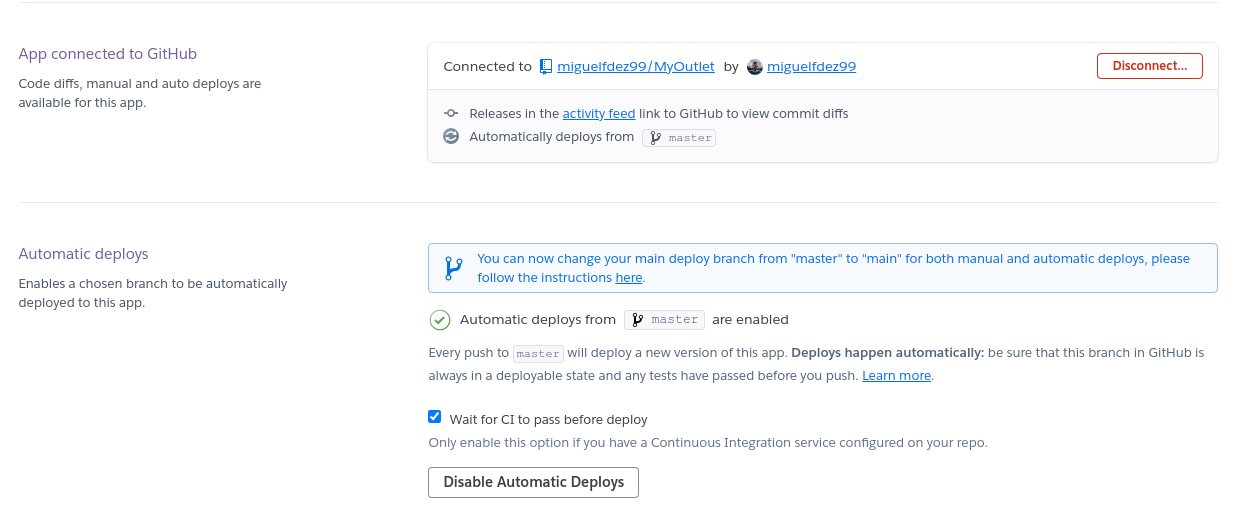 App connected to GitHub
Code diffs, manual and auto deploys are
available for this app.
Connected to miguelfdez99/MyOutlet by miguelfdez99
Disconnect...
Releases in the activity feed link to GitHub to view commit diffs
Automatically deploys from master
Automatic deploys
Enables a chosen branch to be automatically
deployed to this app.
You can now change your main deploy branch from "master" to "main" for both manual and automatic deploys, please
follow the instructions here.
Automatic deploys from master are enabled
Every push to master will deploy a new version of this app. Deploys happen automatically: be sure that this branch in GitHub is
always in a deployable state and any tests have passed before you push. Learn more.
Wait for CI to pass before deploy
Only enable this option if you have a Continuous Integration service configured on your repo.
Disable Automatic Deploys